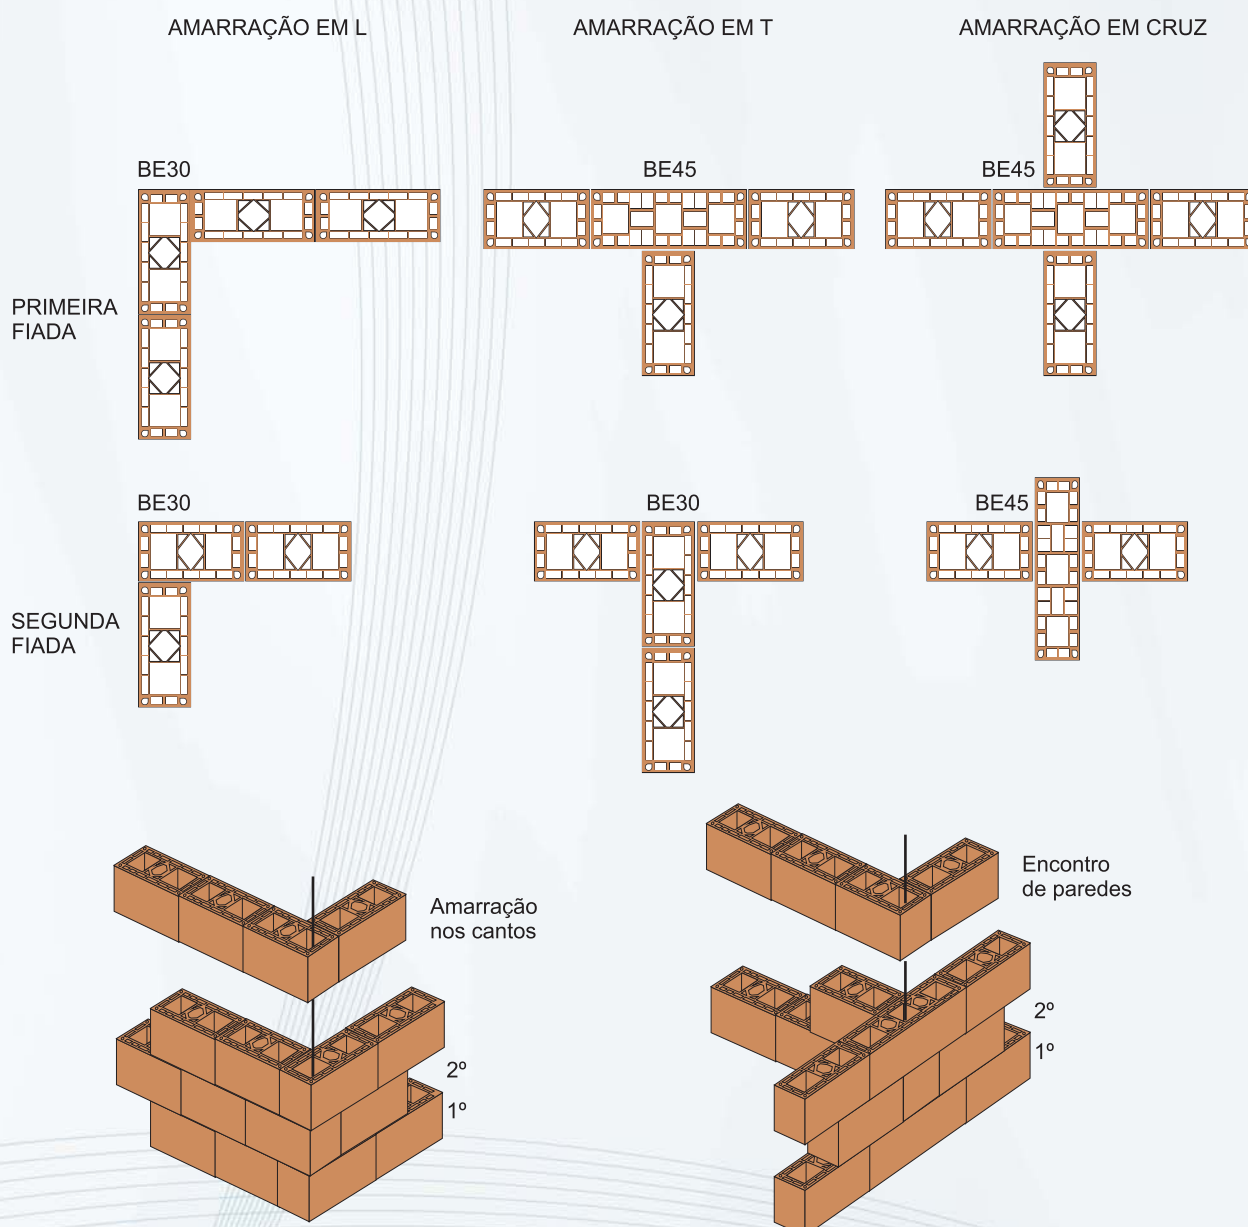 AMARRAÇÃO EM L
AMARRAÇÃO EM T
AMARRAÇÃO EM CRUZ
BE30
BE45
BE45
PRIMEIRA
FIADA
BE30
BE30
BE45
SEGUNDA
FIADA
Amarração
nos cantos
2º
1º
Encontro
de paredes
2º
1º